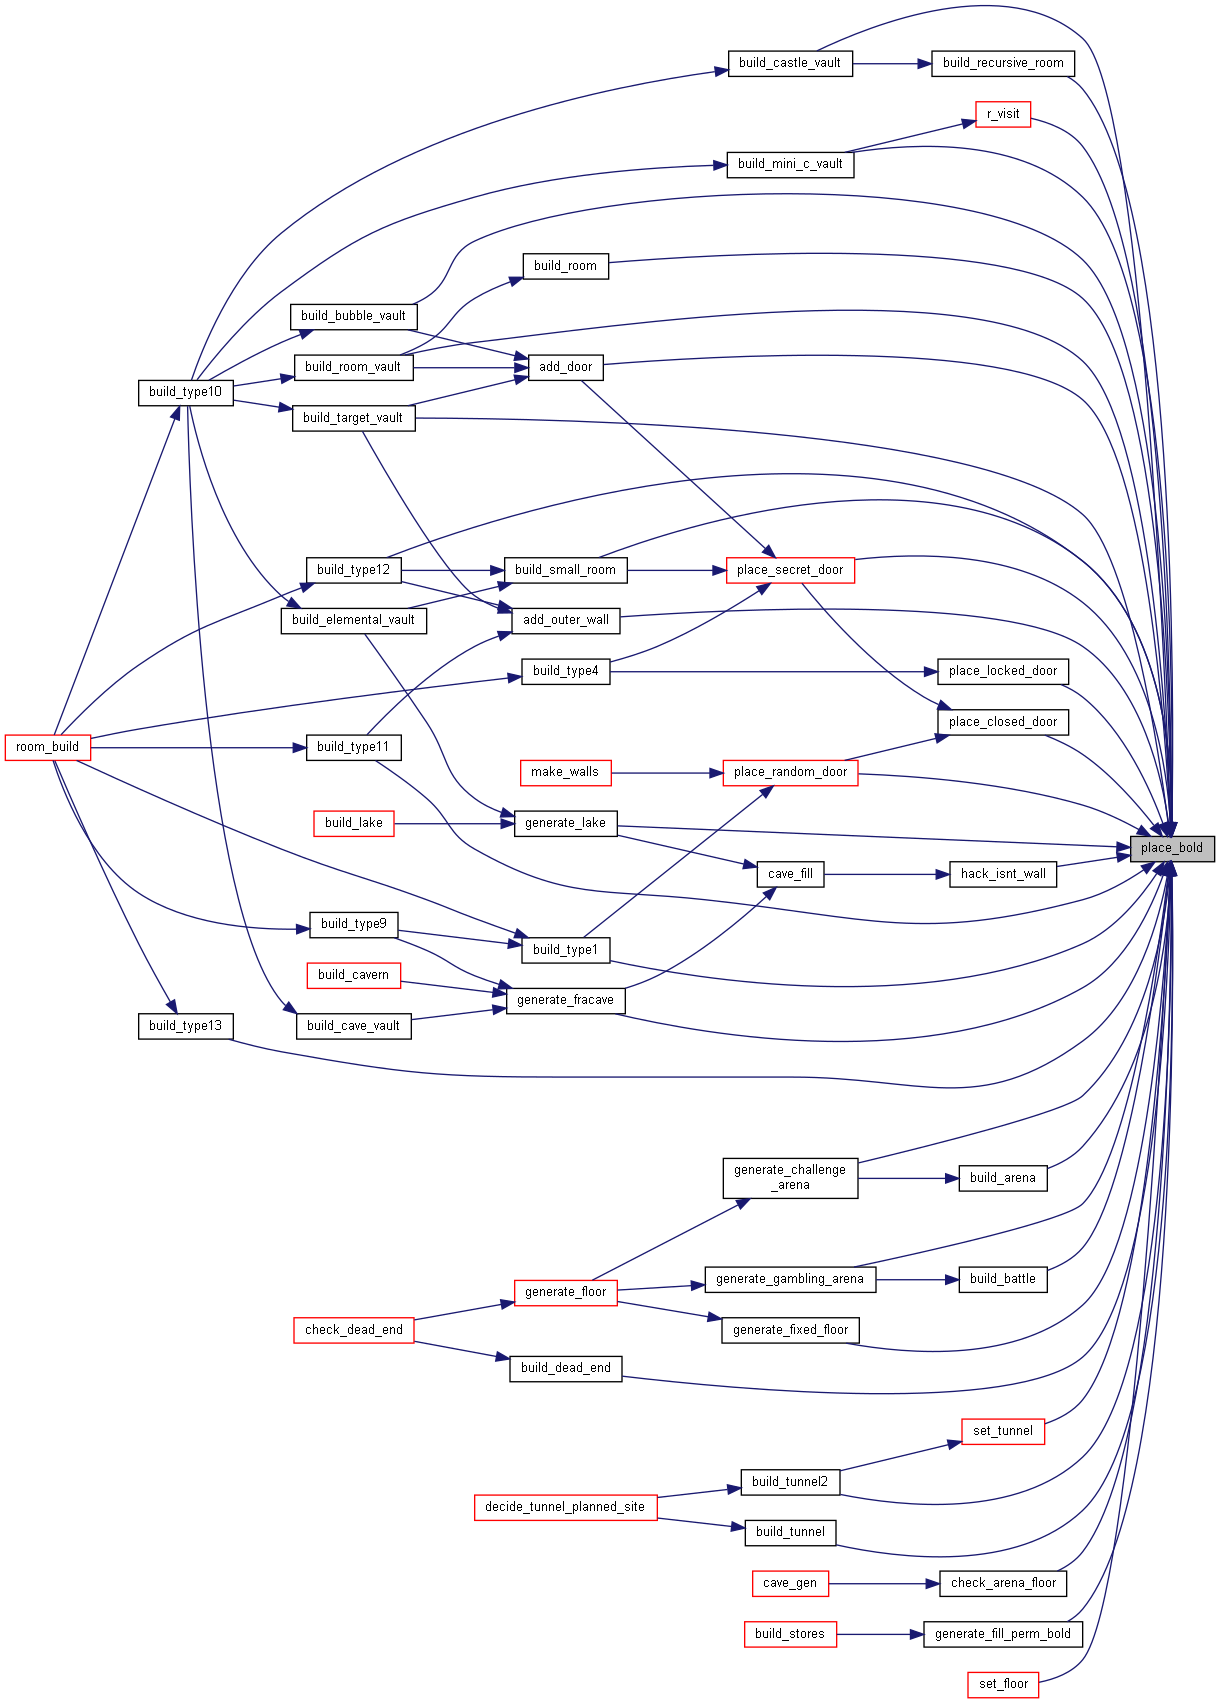 build_castle_vault
build_recursive_room
r_visit
build_mini_c_vault
build_room
build_bubble_vault
build_room_vault
add_door
build_type10
build_target_vault
build_type12
build_small_room
place_secret_door
build_elemental_vault
add_outer_wall
build_type4
place_locked_door
place_closed_door
room_build
build_type11
make_walls
place_random_door
build_lake
generate_lake
place_bold
cave_fill
hack_isnt_wall
build_type9
build_type1
build_cavern
generate_fracave
build_type13
build_cave_vault
generate_challenge
_arena
build_arena
generate_gambling_arena
build_battle
generate_floor
check_dead_end
generate_fixed_floor
build_dead_end
set_tunnel
build_tunnel2
decide_tunnel_planned_site
build_tunnel
cave_gen
check_arena_floor
build_stores
generate_fill_perm_bold
set_floor